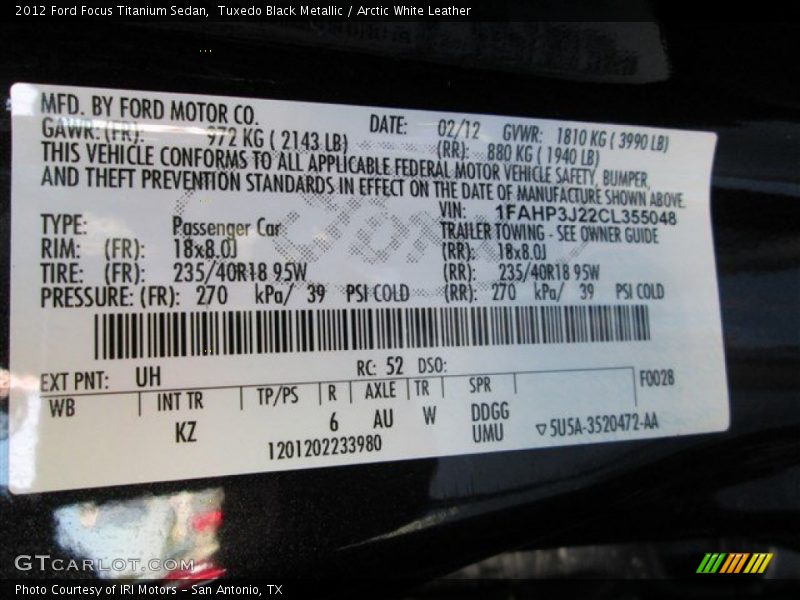 2012 Ford Focus Titanium Sedan,  Tuxedo Black Metallic / Arctic White Leather
MFD. BY FORD MOTOR CO.
DATE: 02/12 GVWR: 1810 KG ( 3990 LB)
GAWR: (FR): 972 KG ( 2143 LB) (RR): 880 KG ( 1940 LB)
THIS VEHICLE CONFORMS TO ALL APPLICABLE FEDERAL MOTOR VEHICLE SAFETY, BUMPER,
AND THEFT PREVENTION STANDARDS IN EFFECT ON THE DATE OF MANUFACTURE SHOWN ABOVE.
VIN: 1FAHP3J22CL355048
TYPE: Passenger Car TRAILER TOWING - SEE OWNER GUIDE
RIM: (FR): 18x8.0J (RR): 18x8.0J
TIRE: (FR): 235/40R18 95W (RR): 235/40R18 95W
PRESSURE: (FR): 270 kPa/ 39 PSI COLD (RR): 270 kPa/ 39 PSI COLD
EXT PNT: UH RC: 52 DSO:
WB INT TR TP/PS R AXLE TR SPR F0028
KZ 6 AU W DDGG
UMU ▽5U5A-3520472-AA
1201202233980
GTCARLOT.COM
Photo Courtesy of IRI Motors – San Antonio, TX